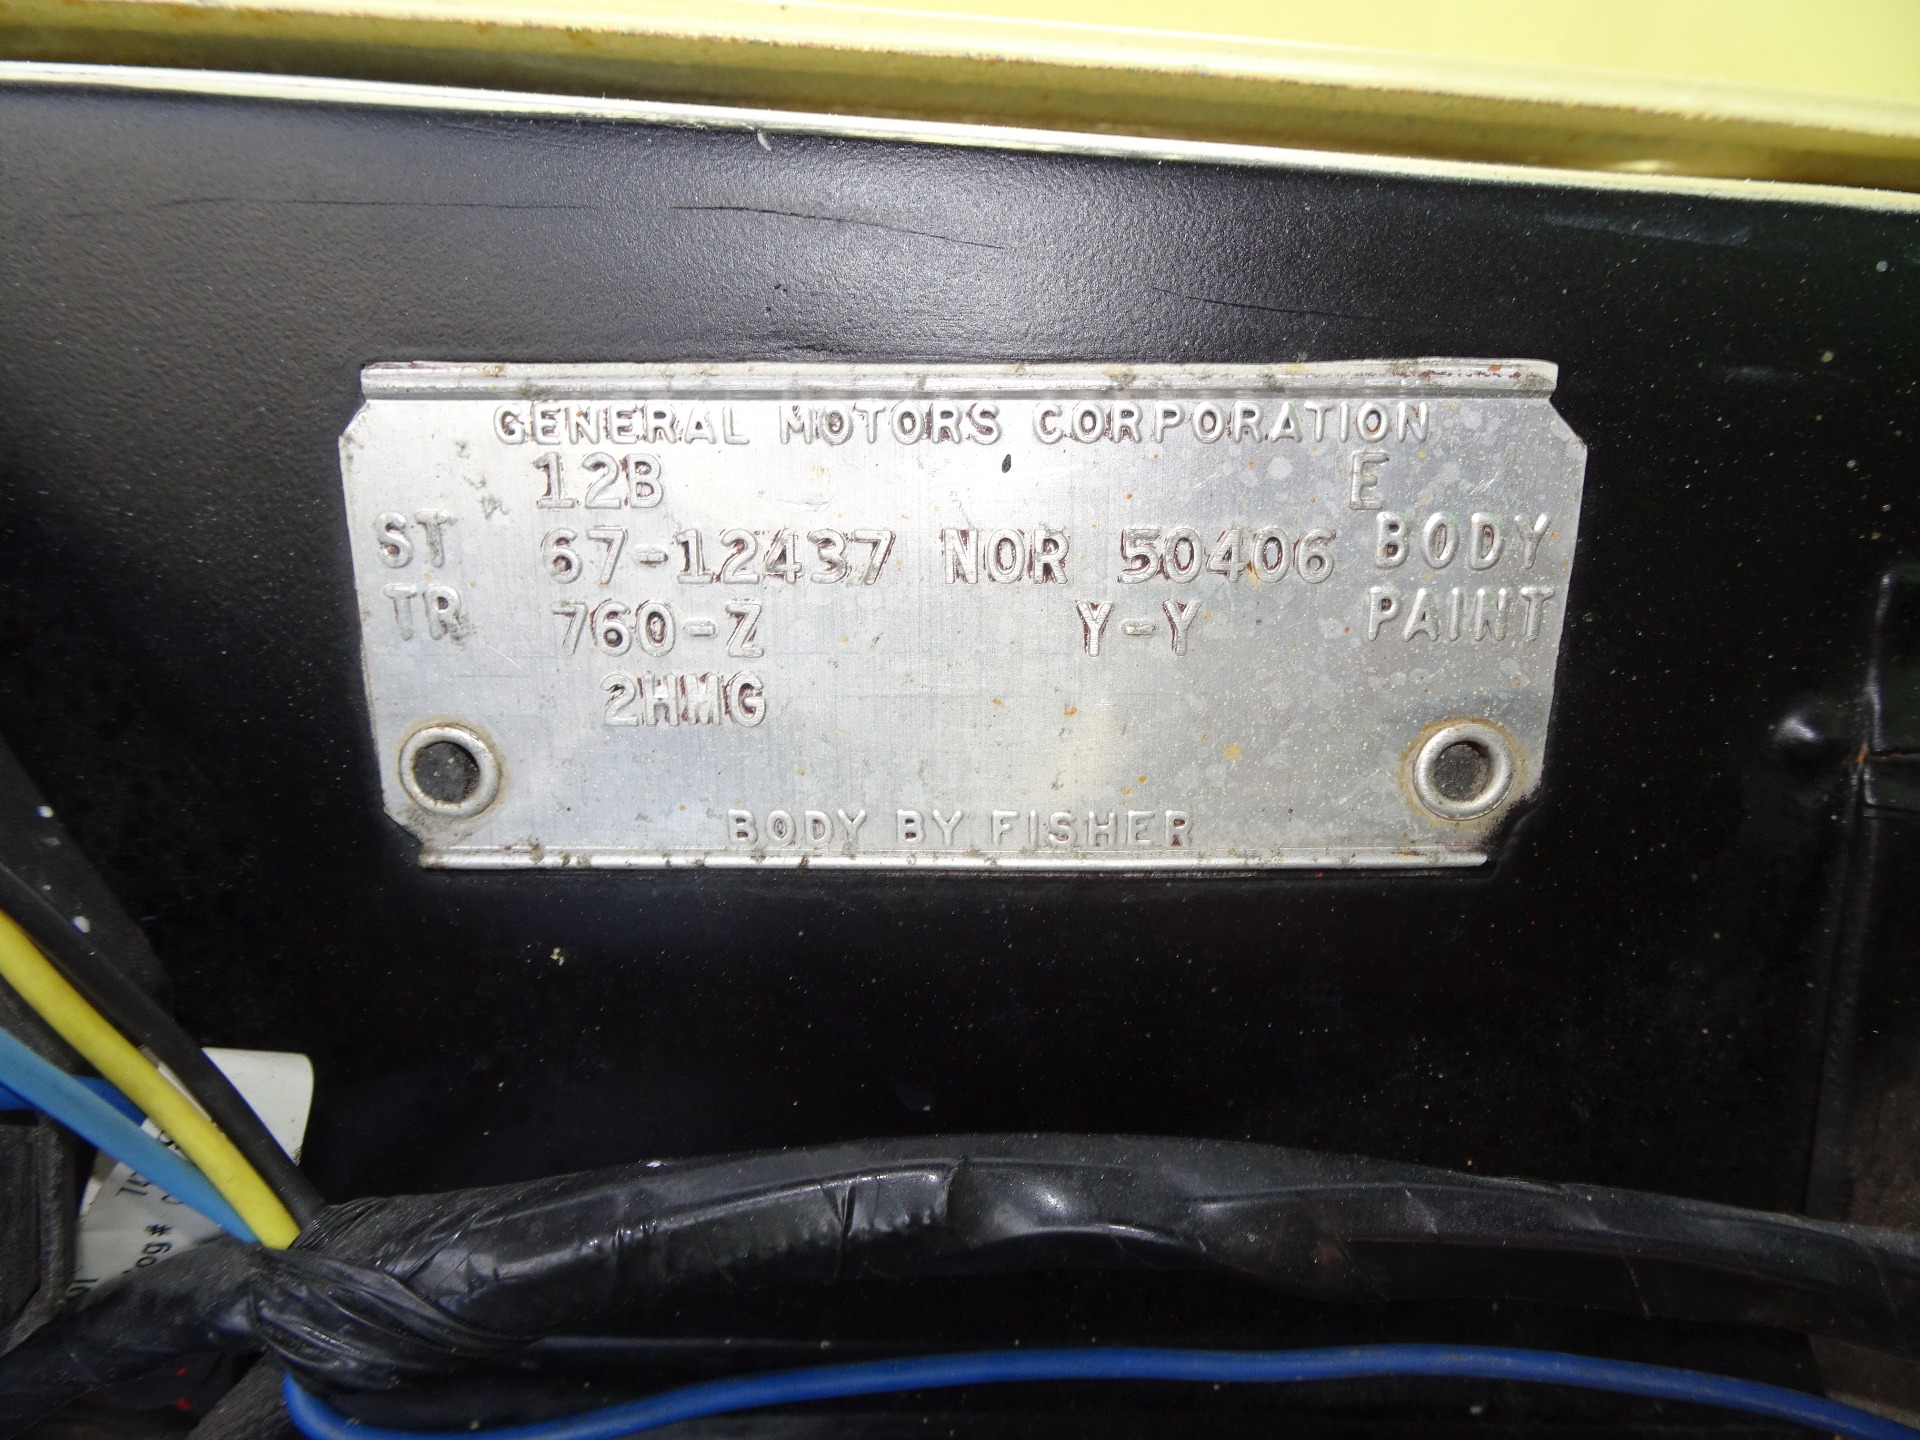 GENERAL MOTORS CORPORATION
12B E
ST 67-12437 NOR 50406 BODY
TR 760-Z Y-Y PAINT
2HMG
BODY BY FISHER